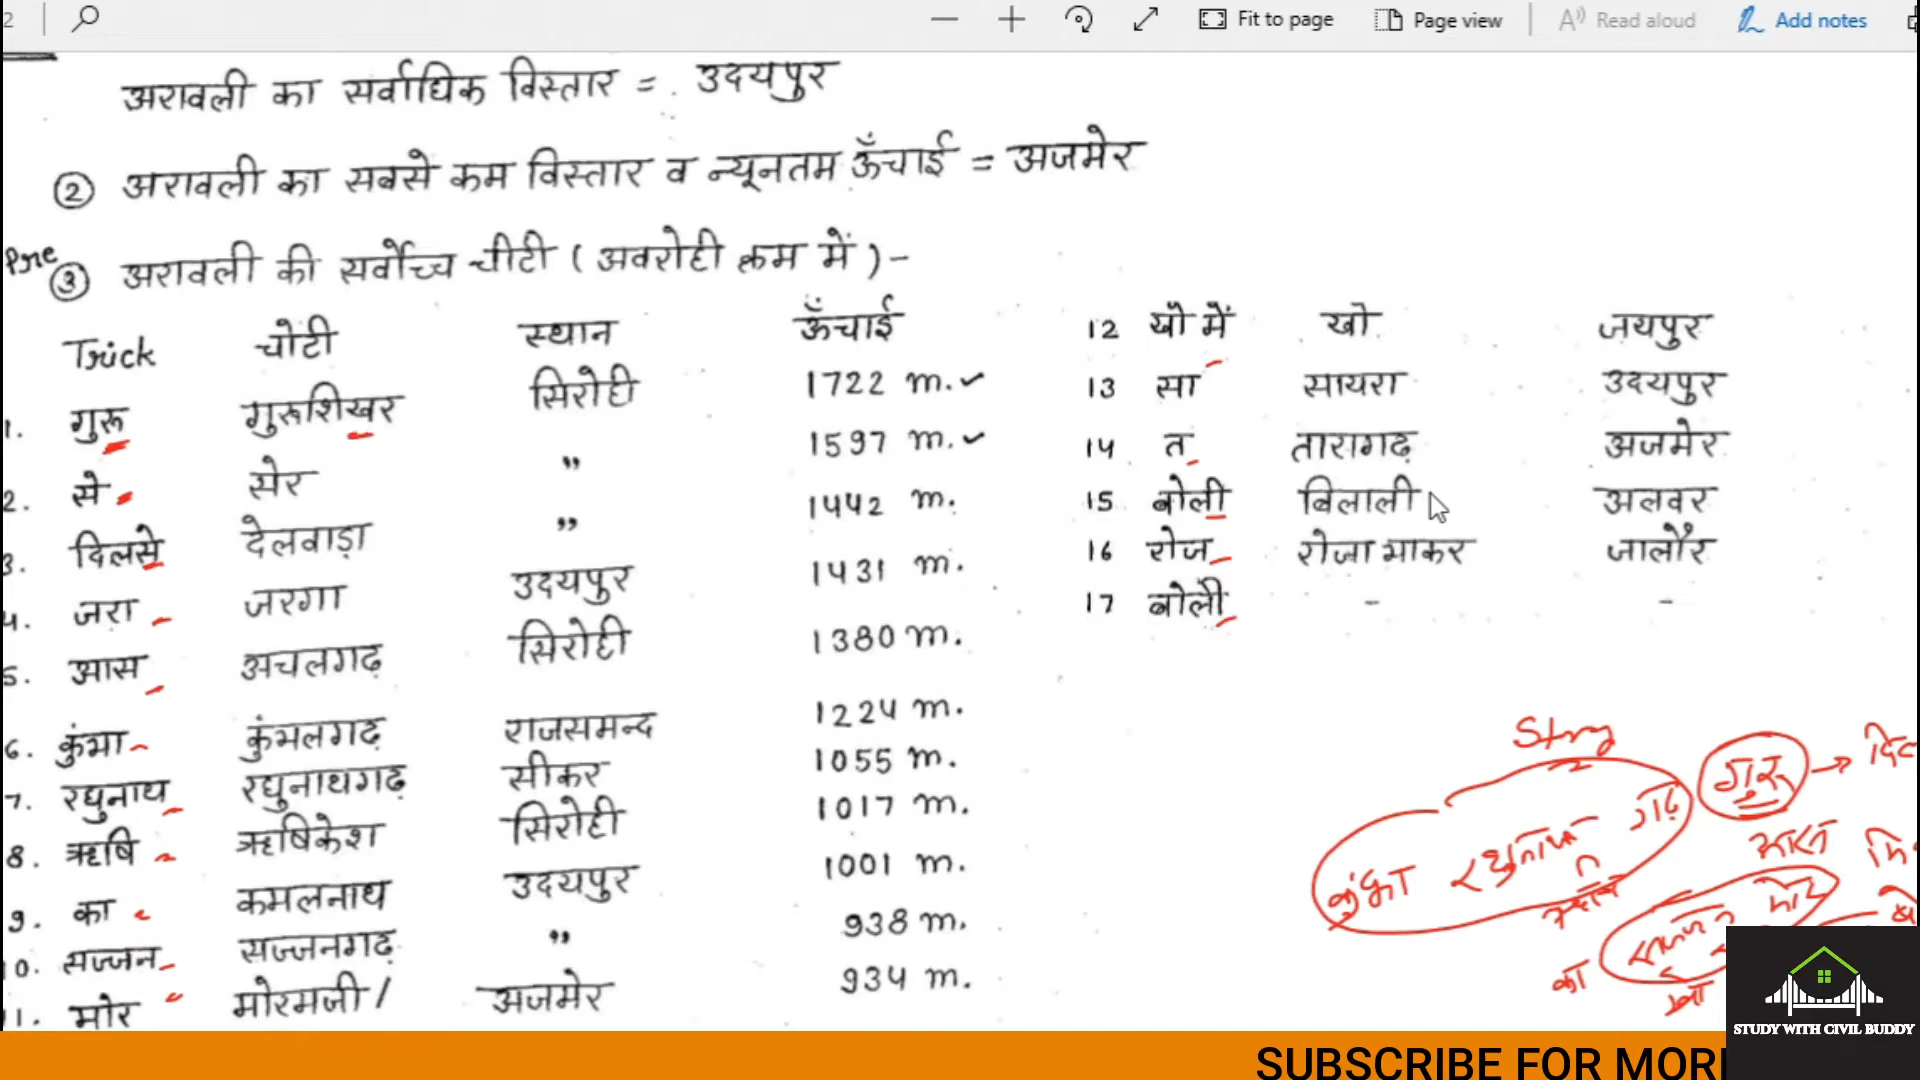 2 Fit to page Page view Read aloud Add notes
अरावली का सर्वाधिक विस्तार = उदयपुर
② अरावली का सबसे कम विस्तार व न्यूनतम ऊँचाई = अजमेर
Pre ③ अरावली की सर्वोच्च चोटी ( अवरोही क्रम में ) -
Trick चोटी स्थान ऊँचाई
1. गुरू गुरूशिखर सिरोही 1722 m.
2. से सेर " 1597 m.
3. दिलसे देलवाड़ा " 1442 m.
4. जरा जरगा उदयपुर 1431 m.
5. आस अचलगढ़ सिरोही 1380 m.
6. कुंभा कुंभलगढ़ राजसमन्द 1224 m.
7. रघुनाथ रघुनाथगढ़ सीकर 1055 m.
8. ऋषि ऋषिकेश सिरोही 1017 m.
9. का कमलनाथ उदयपुर 1001 m.
10. सज्जन सज्जनगढ़ " 938 m.
11. मोर मोरमजी / अजमेर 934 m.
12 खो में खो जयपुर
13 सा सायरा उदयपुर
14 त तारागढ़ अजमेर
15 बोली बिलाली अलवर
16 रोज रोजा भाकर जालौर
17 बोली - -
गुरू
रघुनाथ गढ़
का
STUDY WITH CIVIL BUDDY
SUBSCRIBE FOR MOR